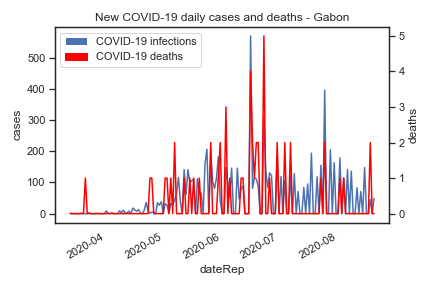 New COVID-19 daily cases and deaths - Gabon
COVID-19 infections
COVID-19 deaths
500
400
300
200
100
0
cases
5
4
3
2
1
0
deaths
2020-04
2020-05
2020-06
2020-07
2020-08
dateRep